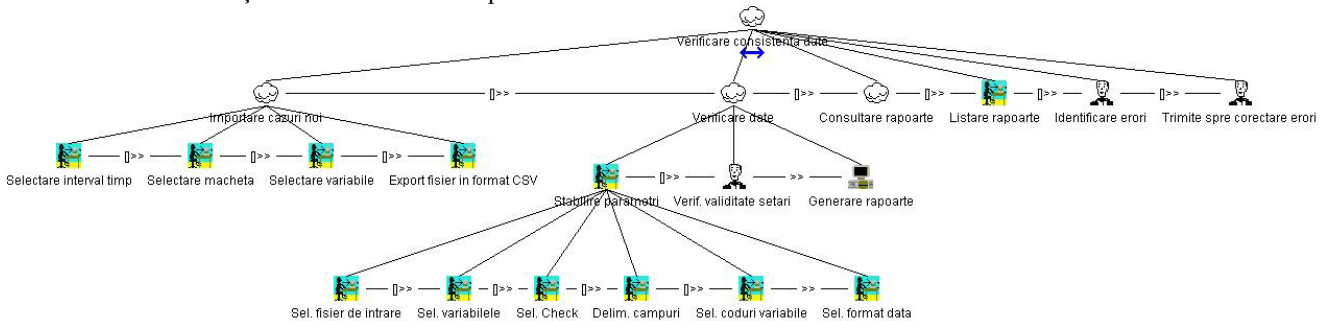 Verificare consistenta date
[]>> []>> []>> []>> []>>
Importare cazuri noi Verificare date Consultare rapoarte Listare rapoarte Identificare erori Trimite spre corectare erori
[]>> []>> []>>
Selectare interval timp Selectare macheta Selectare variabile Export fisier in format CSV
[]>> >>
Stabilire parametri Verif. validitate setari Generare rapoarte
[]>> []>> []>> []>> >>
Sel. fisier de intrare Sel. variabilele Sel. Check Delim. campuri Sel. coduri variabile Sel. format data